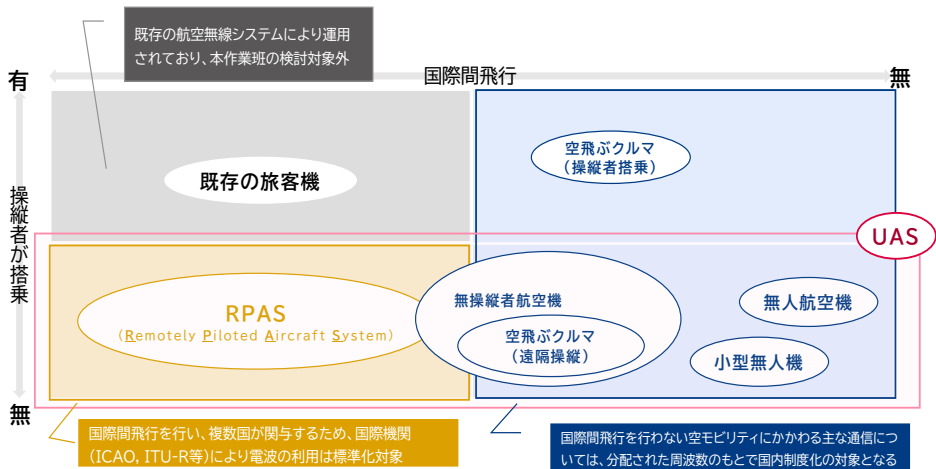 既存の航空無線システムにより運用
されており、本作業班の検討対象外
有
国際間飛行
無
操縦者が搭乗
空飛ぶクルマ
（操縦者搭乗）
既存の旅客機
UAS
RPAS
（Remotely Piloted Aircraft System）
無操縦者航空機
空飛ぶクルマ
（遠隔操縦）
無人航空機
小型無人機
無
国際間飛行を行い、複数国が関与するため、国際機関
（ICAO, ITU-R等）により電波の利用は標準化対象
国際間飛行を行わない空モビリティにかかわる主な通信につ
いては、分配された周波数のもとで国内制度化の対象となる